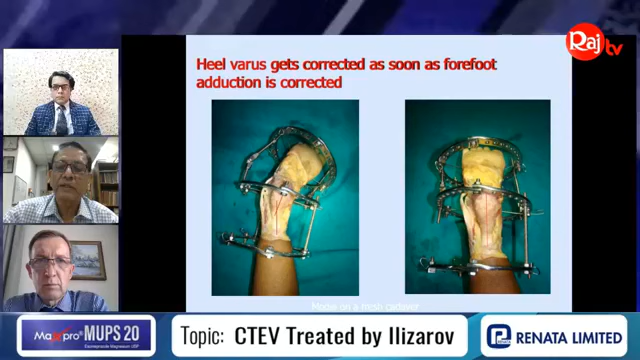 Raj
tv
Heel varus gets corrected as soon as forefoot
adduction is corrected
Maxpro MUPS 20
Esomeprazole Magnesium USP
Topic: CTEV Treated by Ilizarov
RENATA LIMITED